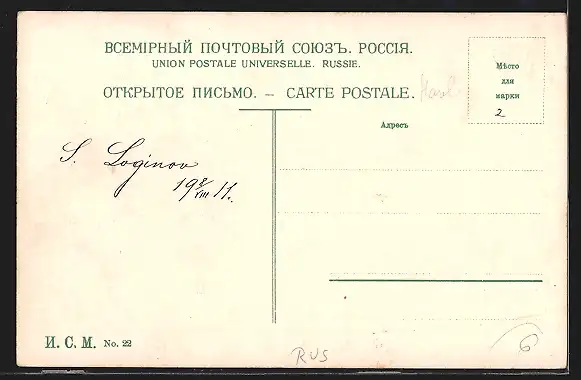 ВСЕМІРНЫЙ ПОЧТОВЫЙ СОЮЗЪ. РОССІЯ.
UNION POSTALE UNIVERSELLE. RUSSIE.
ОТКРЫТОЕ ПИСЬМО. – CARTE POSTALE.
Мѣсто
для
марки
2
Адресъ
S. Loginov
19 8/VIII 11.
И. С. М. No. 22
RUS
6